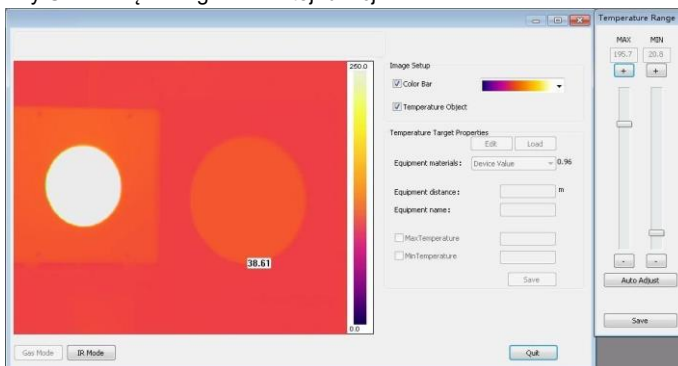 Temperature Range
MAX MIN
195.7 20.8
+ +
250.0
Image Setup
Color Bar
Temperature Object
Temperature Target Properties
Edit Load
Equipment materials: Device Value 0.96
Equipment distance: m
Equipment name:
38.61
MaxTemperature
MinTemperature
- -
Save
Auto Adjust
0.0
Save
Gas Mode IR Mode Quit